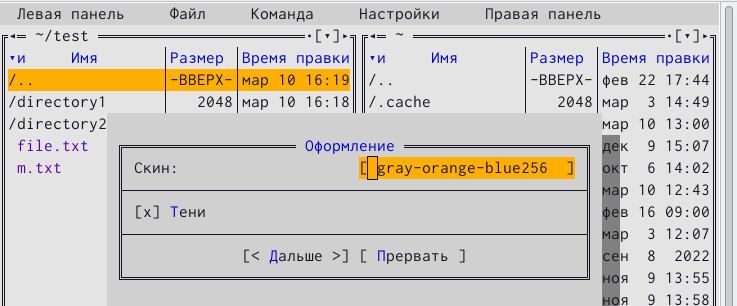 Левая панель Файл Команда Настройки Правая панель
~/test [▾] ~ [▾]
▾и Имя Размер Время правки ▾и Имя Размер Время правки
/.. -ВВЕРХ- мар 10 16:19 /.. -ВВЕРХ- фев 22 17:44
/directory1 2048 мар 10 16:18 /.cache 2048 мар 3 14:49
/directory2 мар 10 13:00
file.txt Оформление дек 9 15:07
m.txt Скин: [ gray-orange-blue256 ] окт 6 14:02
мар 10 12:43
[x] Тени фев 16 09:00
мар 3 12:07
[< Дальше >] [ Прервать ] сен 8 2022
ноя 9 13:55
ноя 9 13:58